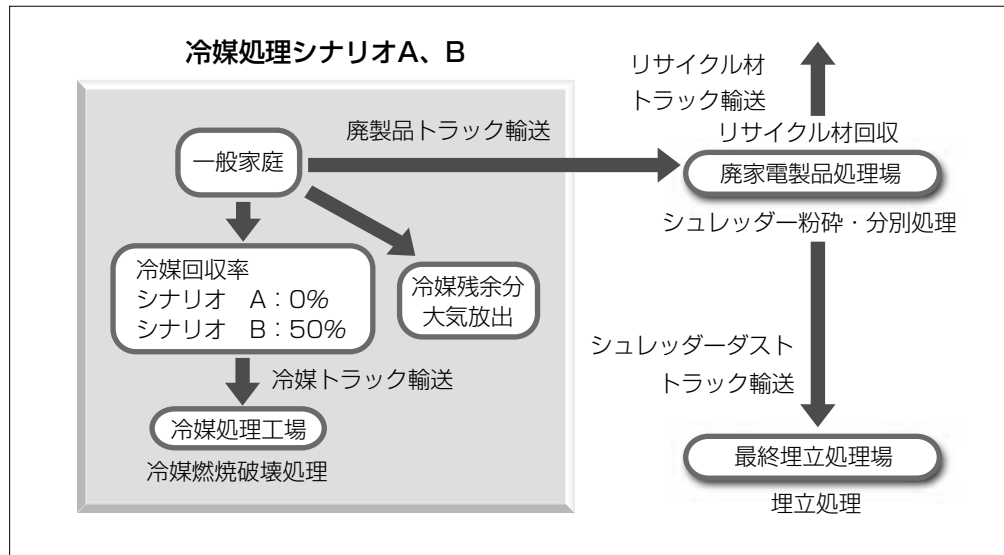 冷媒処理シナリオA、B
リサイクル材
トラック輸送
廃製品トラック輸送
リサイクル材回収
一般家庭
廃家電製品処理場
シュレッダー粉砕・分別処理
冷媒回収率
シナリオ A：0%
シナリオ B：50%
冷媒残余分
大気放出
シュレッダーダスト
トラック輸送
冷媒トラック輸送
冷媒処理工場
冷媒燃焼破壊処理
最終埋立処理場
埋立処理